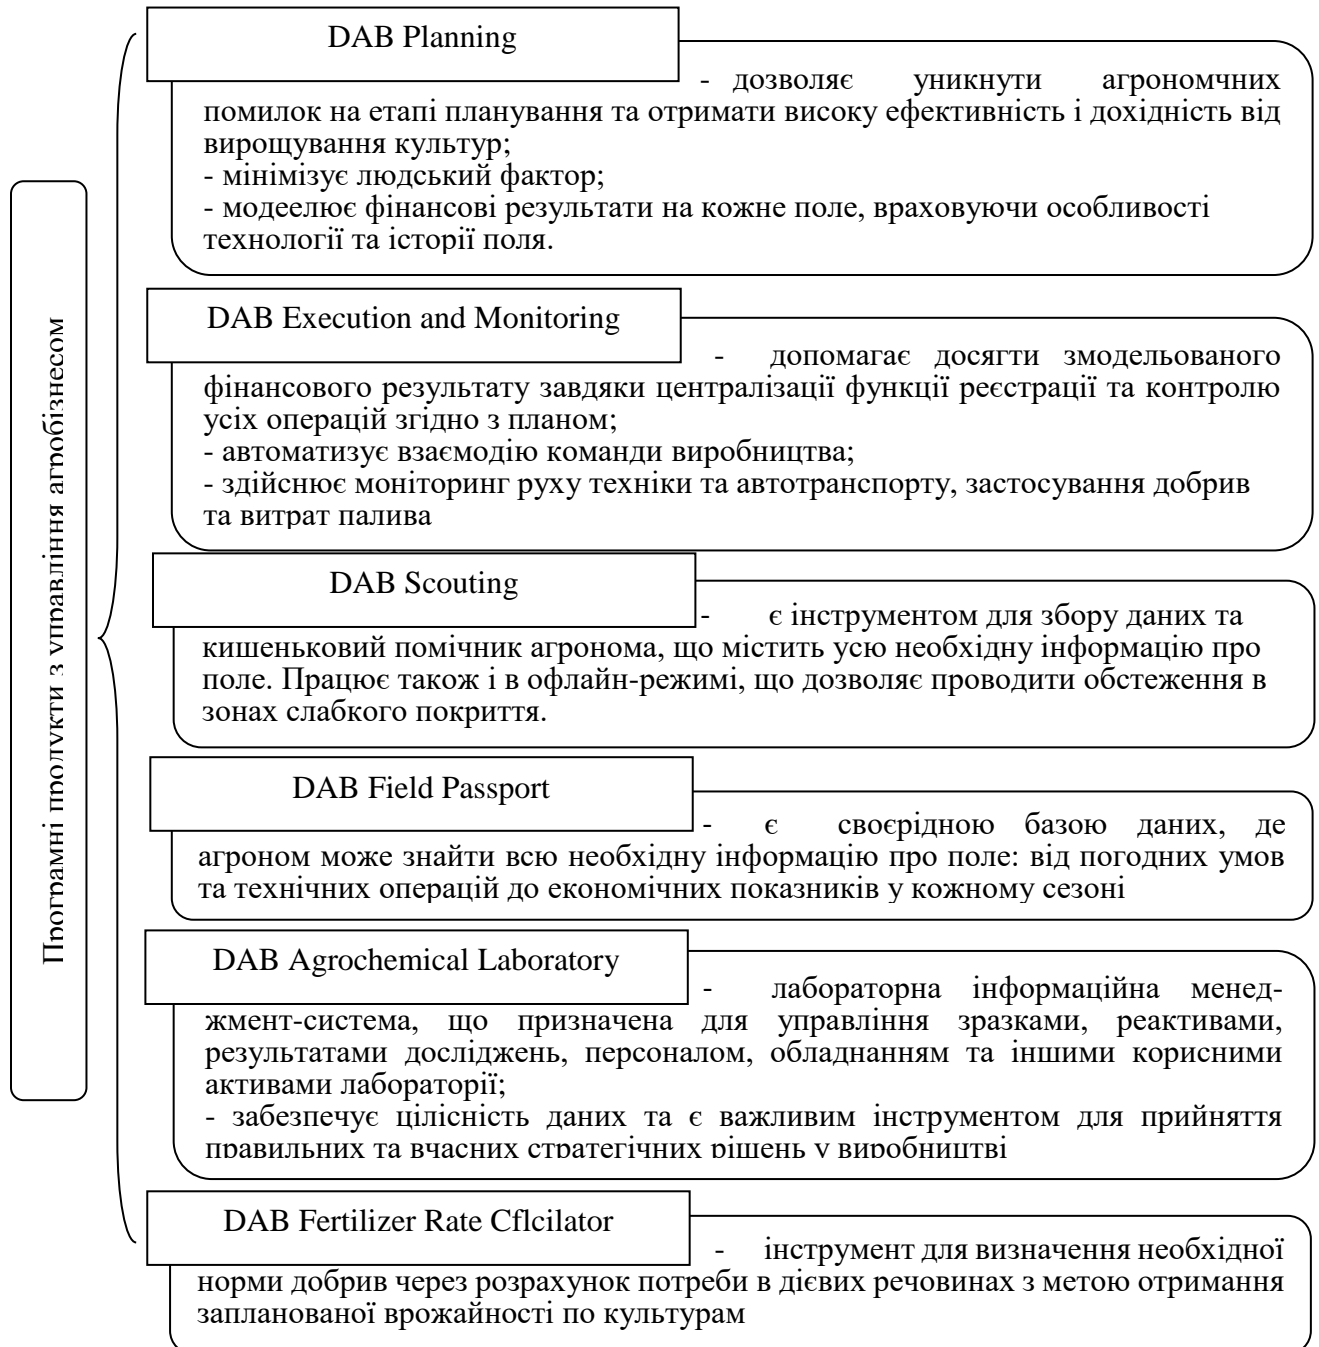 Програмні продукти з управління агробізнесом
DAB Planning
- дозволяє уникнути агрономчних
помилок на етапі планування та отримати високу ефективність і дохідність від
вирощування культур;
- мінімізує людський фактор;
- модеелює фінансові результати на кожне поле, враховуючи особливості
технології та історії поля.
DAB Execution and Monitoring
- допомагає досягти змодельованого
фінансового результату завдяки централізації функції реєстрації та контролю
усіх операцій згідно з планом;
- автоматизує взаємодію команди виробництва;
- здійснює моніторинг руху техніки та автотранспорту, застосування добрив
та витрат палива
DAB Scouting
- є інструментом для збору даних та
кишеньковий помічник агронома, що містить усю необхідну інформацію про
поле. Працює також і в офлайн-режимі, що дозволяє проводити обстеження в
зонах слабкого покриття.
DAB Field Passport
- є своєрідною базою даних, де
агроном може знайти всю необхідну інформацію про поле: від погодних умов
та технічних операцій до економічних показників у кожному сезоні
DAB Agrochemical Laboratory
- лабораторна інформаційна менед-
жмент-система, що призначена для управління зразками, реактивами,
результатами досліджень, персоналом, обладнанням та іншими корисними
активами лабораторії;
- забезпечує цілісність даних та є важливим інструментом для прийняття
правильних та вчасних стратегічних рішень у виробництві
DAB Fertilizer Rate Cflcilator
- інструмент для визначення необхідної
норми добрив через розрахунок потреби в дієвих речовинах з метою отримання
запланованої врожайності по культурам